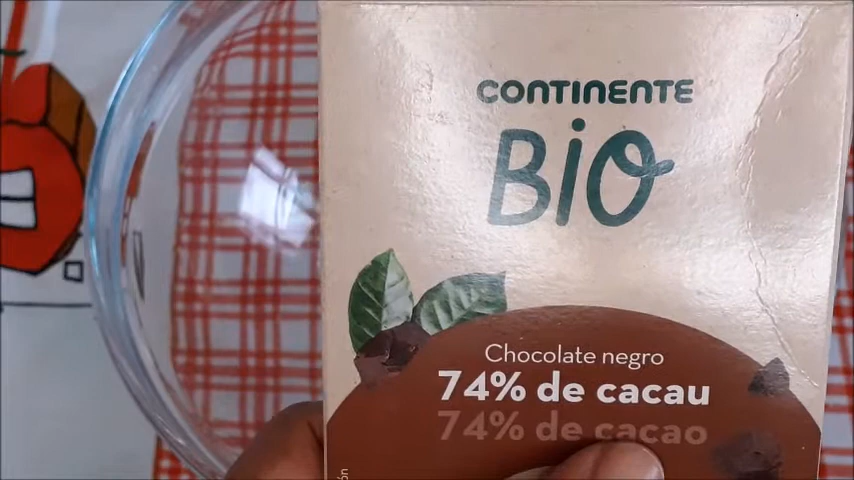 CONTINENTE
Bio
Chocolate negro
74% de cacau
74% de cacao